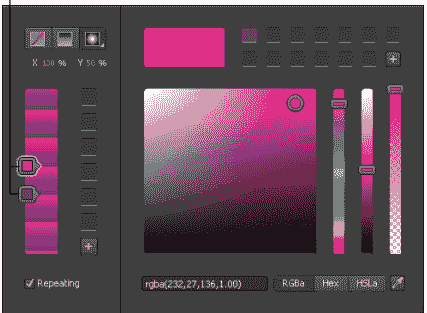 X 100 % Y 50 %
Repeating
rgba(232,27,136,1.00)
RGBa Hex HSLa